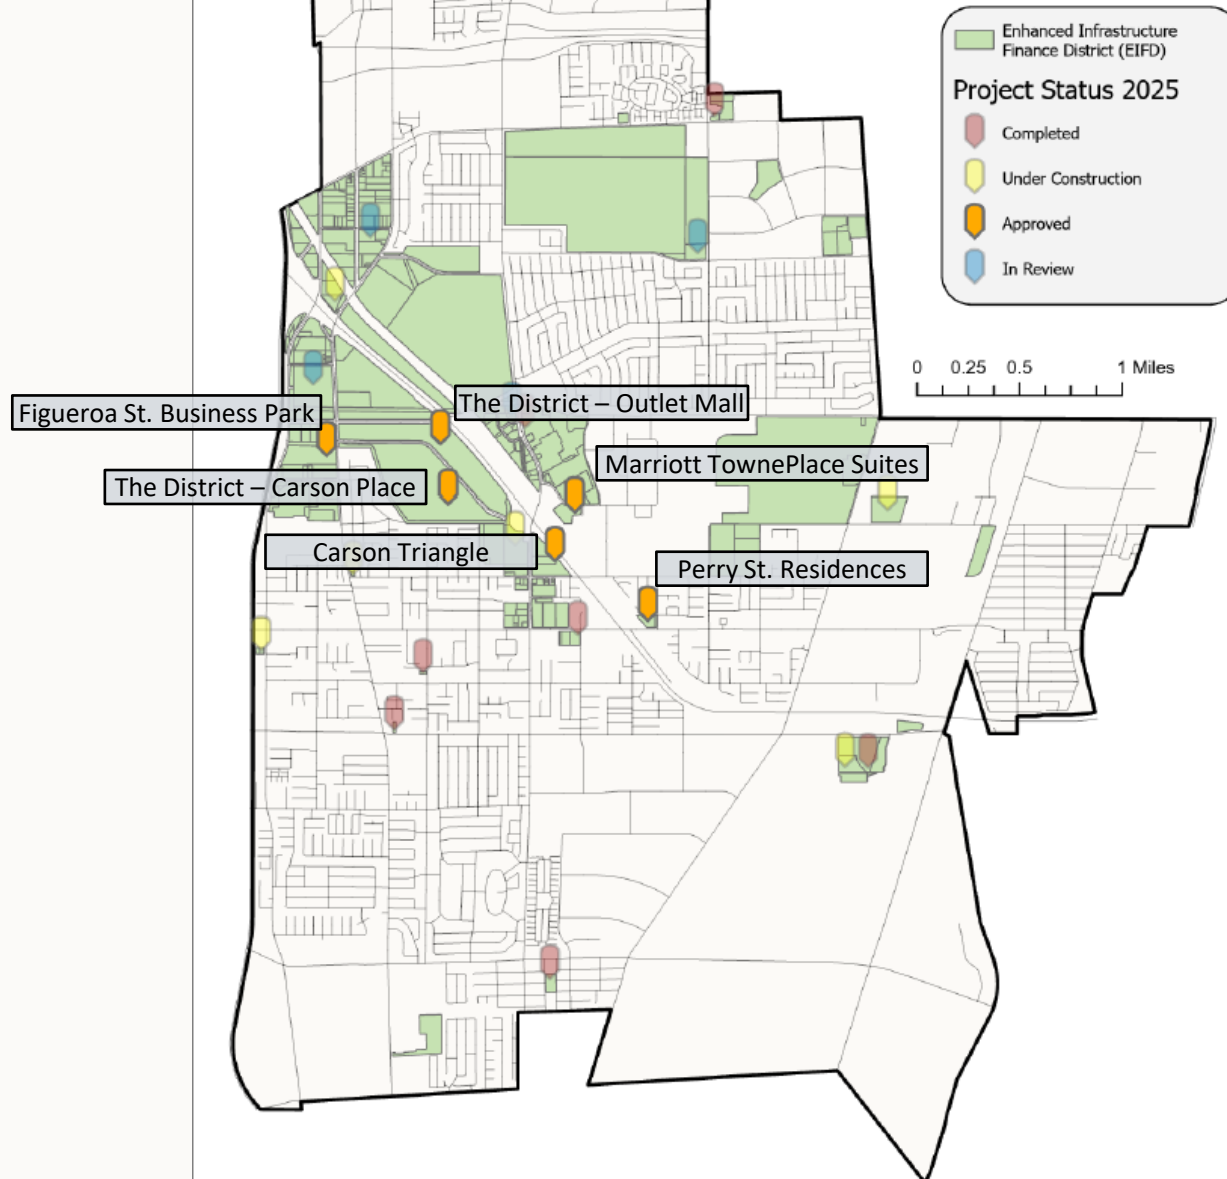 Enhanced Infrastructure
Finance District (EIFD)
Project Status 2025
Completed
Under Construction
Approved
In Review
0 0.25 0.5 1 Miles
The District – Outlet Mall
Figueroa St. Business Park
Marriott TownePlace Suites
The District – Carson Place
Carson Triangle
Perry St. Residences